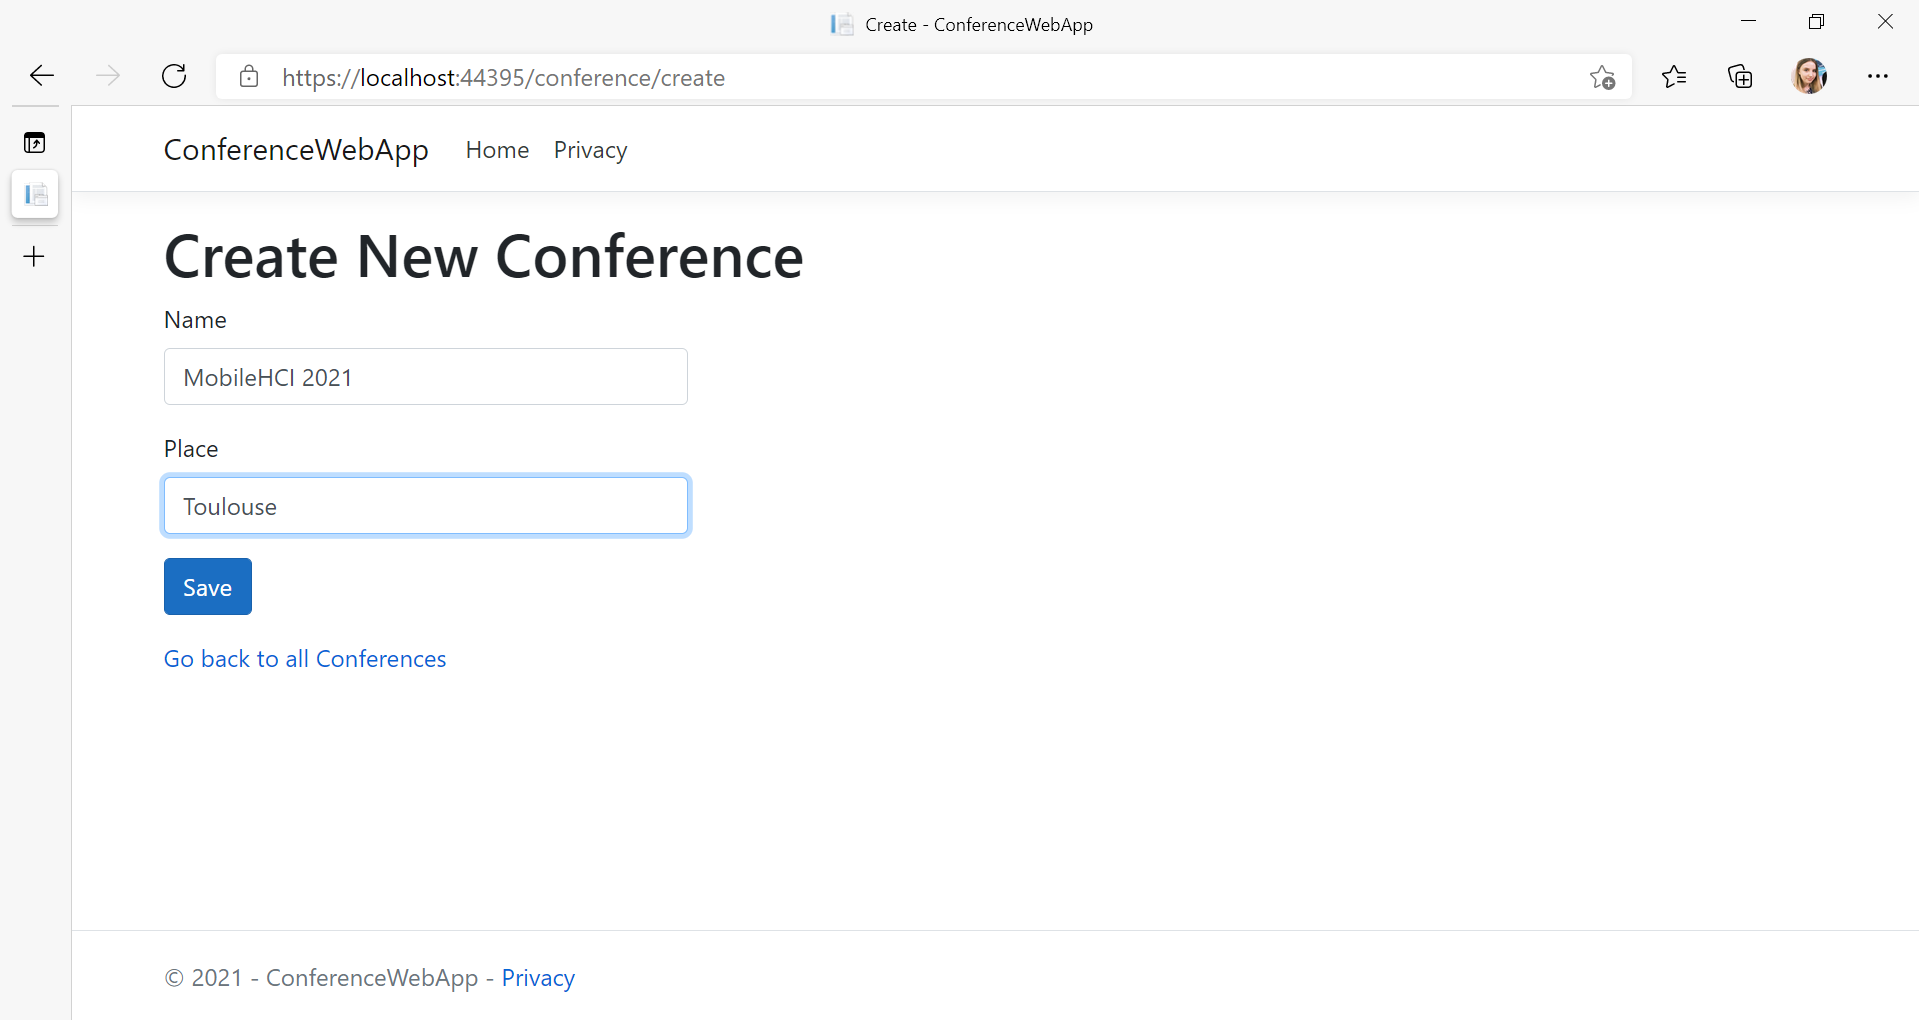 Create - ConferenceWebApp
https://localhost:44395/conference/create
ConferenceWebApp Home Privacy
Create New Conference
Name
MobileHCI 2021
Place
Toulouse
Save
Go back to all Conferences
© 2021 - ConferenceWebApp - Privacy